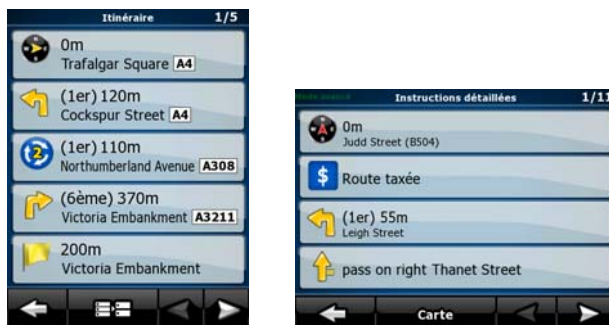 Itinéraire 1/5
0m
Trafalgar Square A4
(1er) 120m
Cockspur Street A4
2
(1er) 110m
Northumberland Avenue A308
(6ème) 370m
Victoria Embankment A3211
200m
Victoria Embankment
Instructions détaillées 1/11
0m
Judd Street (B504)
$ Route taxée
(1er) 55m
Leigh Street
pass on right Thanet Street
Carte